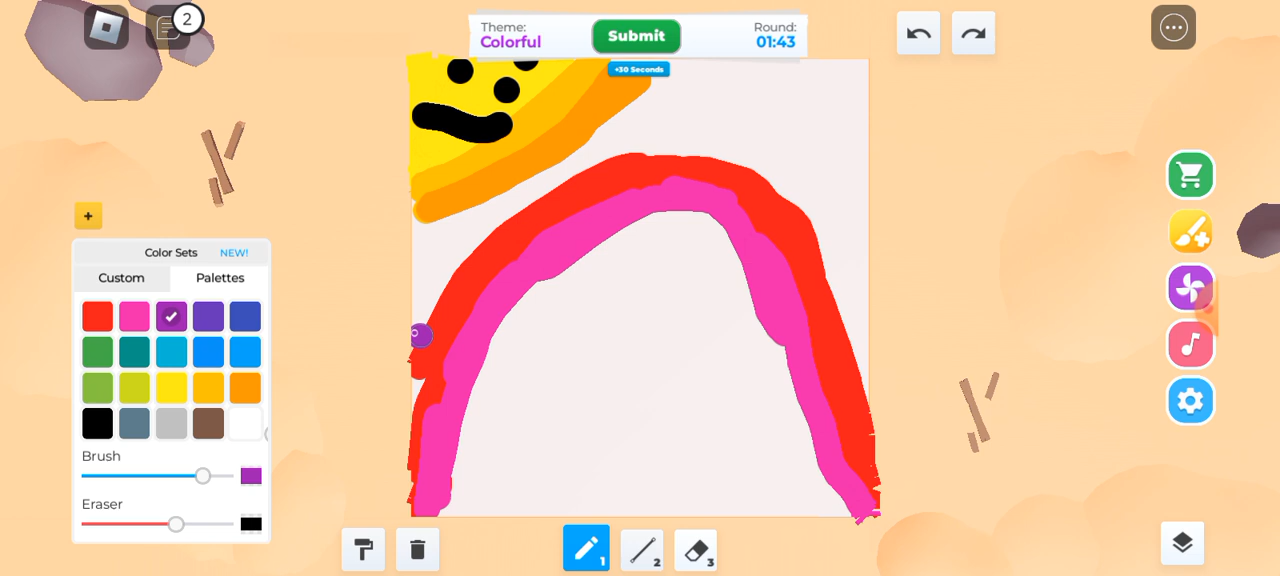 2
Theme:
Colorful
Submit
Round:
01:43
+30 Seconds
+
Color Sets NEW!
Custom Palettes
Brush
Eraser
1
2
3